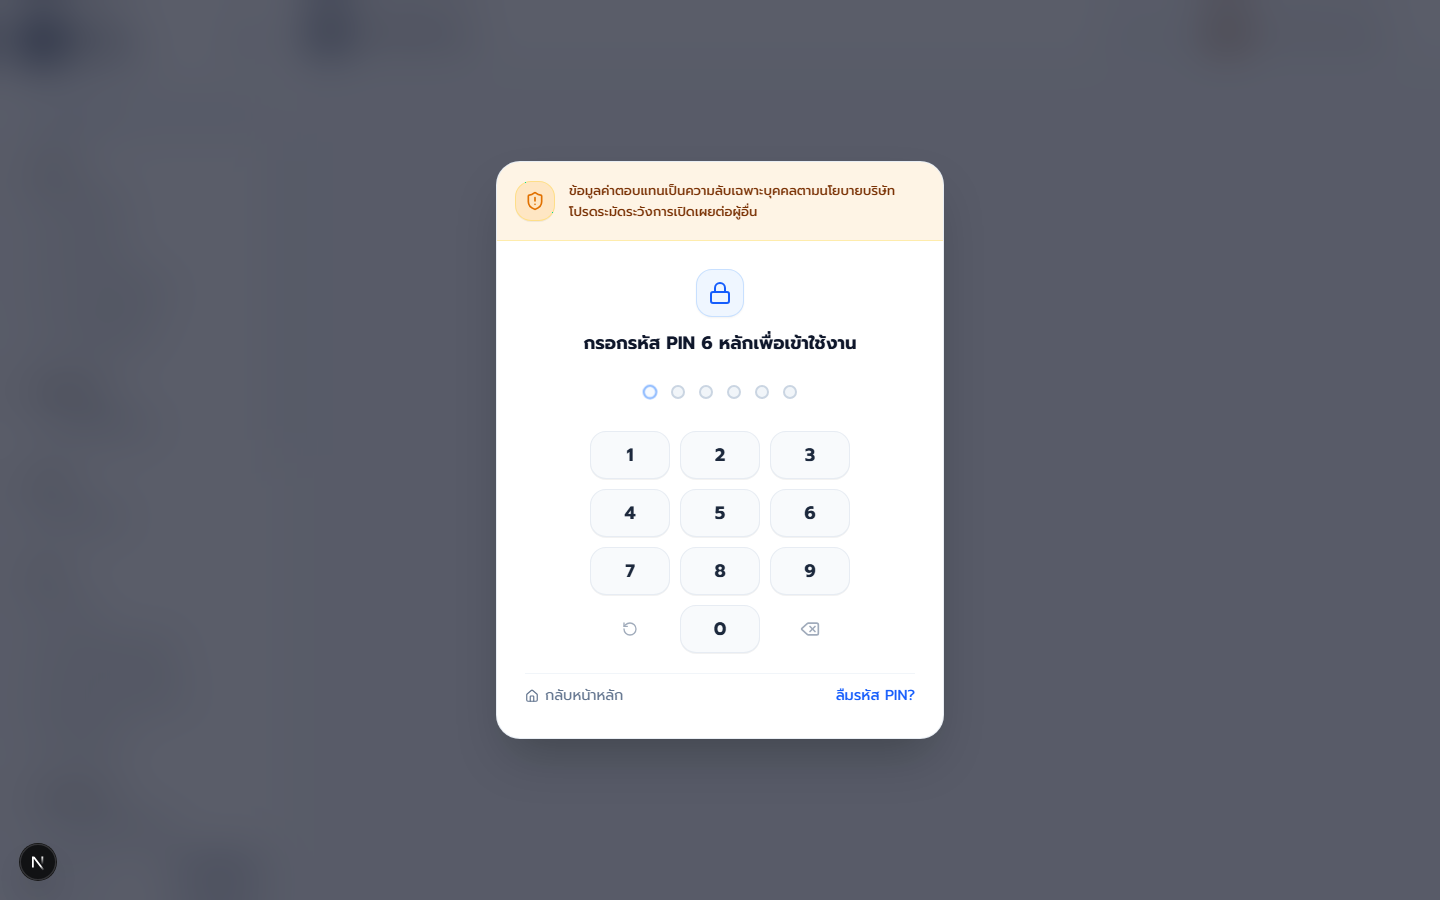 ข้อมูลค่าตอบแทนเป็นความลับเฉพาะบุคคลตามนโยบายบริษัท
โปรดระมัดระวังการเปิดเผยต่อผู้อื่น
กรอกรหัส PIN 6 หลักเพื่อเข้าใช้งาน
1 2 3
4 5 6
7 8 9
0
กลับหน้าหลัก ลืมรหัส PIN?
N